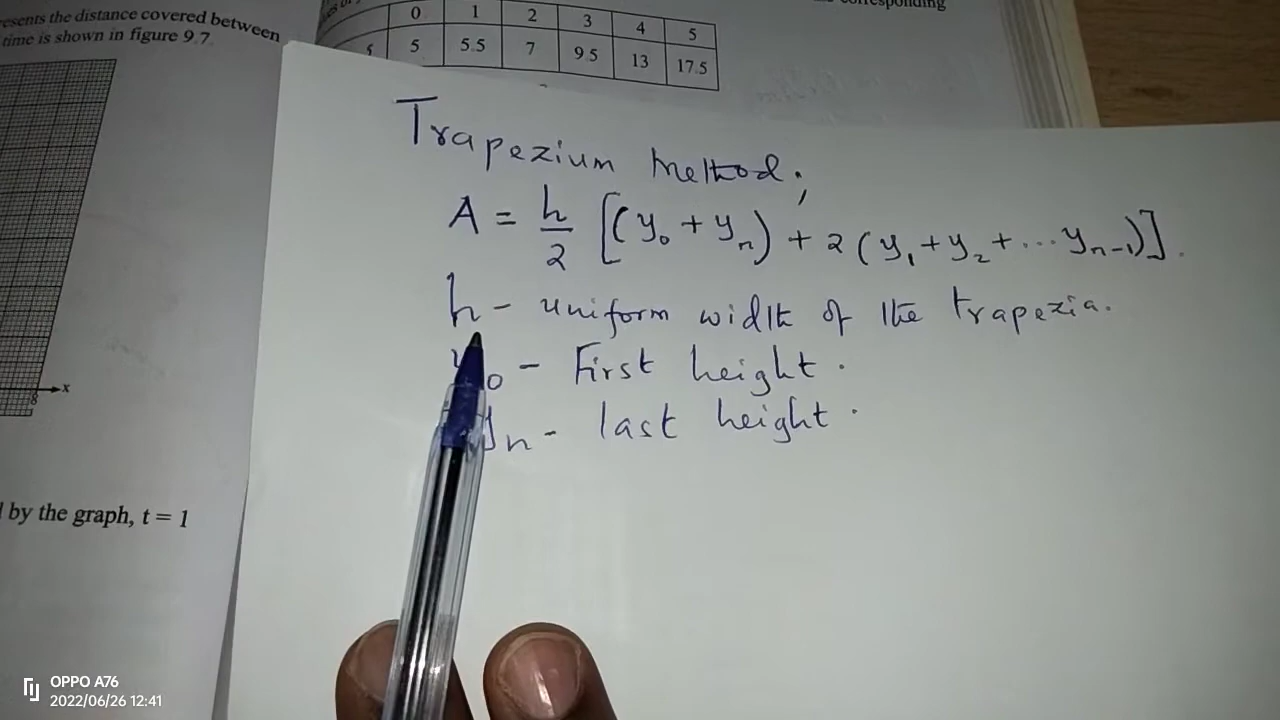 esents the distance covered between
time is shown in figure 9.7.
corresponding
0 1 2 3 4 5
5 5.5 7 9.5 13 17.5
Trapezium Method;
A = h/2 [(y₀ + yₙ) + 2(y₁ + y₂ + ... yₙ₋₁)].
h - uniform width of the trapezia.
y₀ - First height.
yₙ - last height.
x
8
by the graph, t = 1
OPPO A76
2022/06/26 12:41